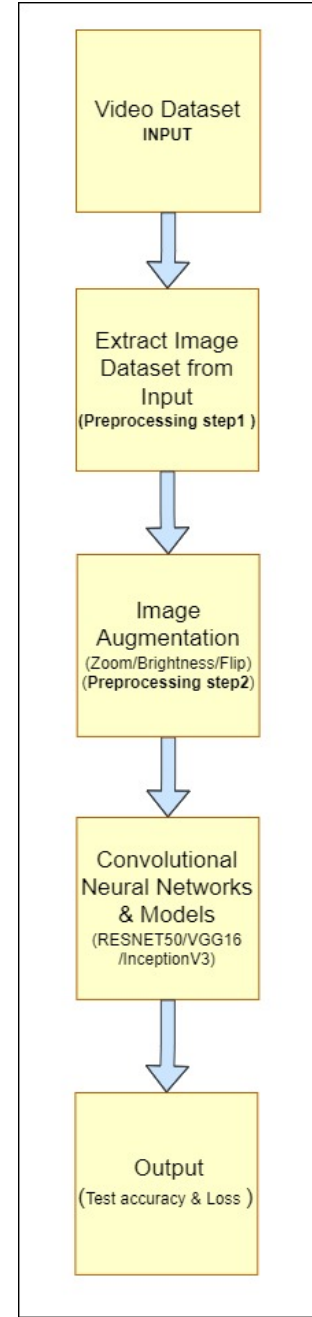 Video Dataset
INPUT
Extract Image
Dataset from
Input
(Preprocessing step1 )
Image
Augmentation
(Zoom/Brightness/Flip)
(Preprocessing step2)
Convolutional
Neural Networks
& Models
(RESNET50/VGG16
/InceptionV3)
Output
(Test accuracy & Loss )